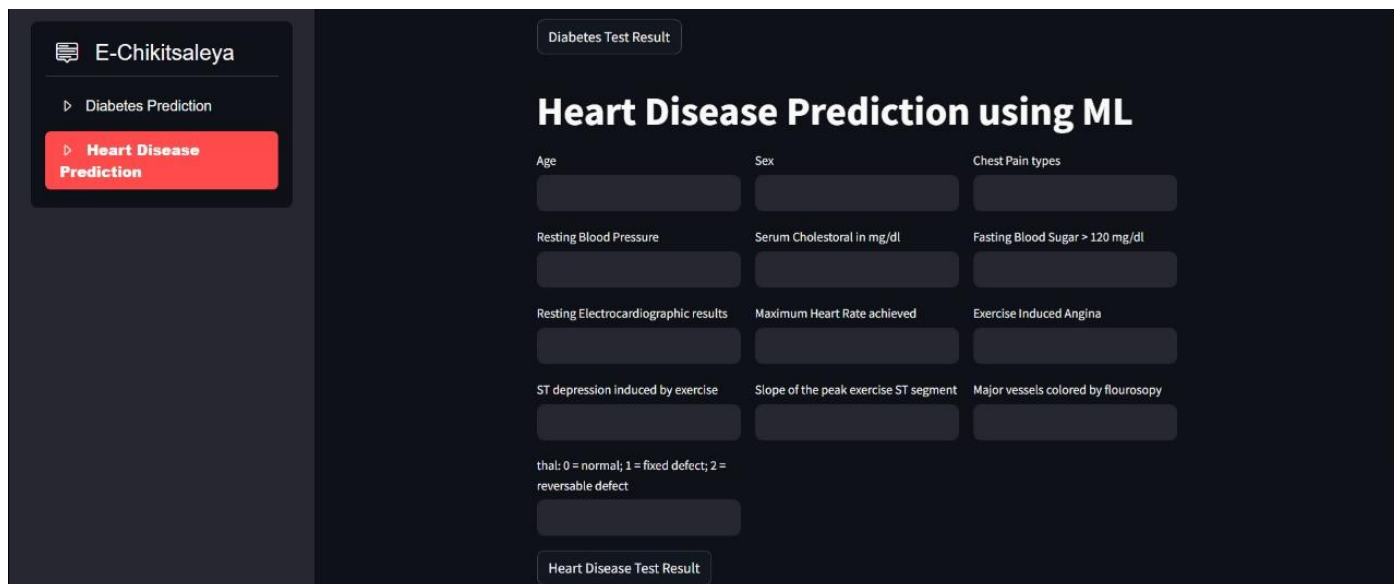 E-Chikitsaleya
Diabetes Prediction
Heart Disease
Prediction
Diabetes Test Result
Heart Disease Prediction using ML
Age Sex Chest Pain types
Resting Blood Pressure Serum Cholestoral in mg/dl Fasting Blood Sugar > 120 mg/dl
Resting Electrocardiographic results Maximum Heart Rate achieved Exercise Induced Angina
ST depression induced by exercise Slope of the peak exercise ST segment Major vessels colored by flourosopy
thal: 0 = normal; 1 = fixed defect; 2 =
reversable defect
Heart Disease Test Result